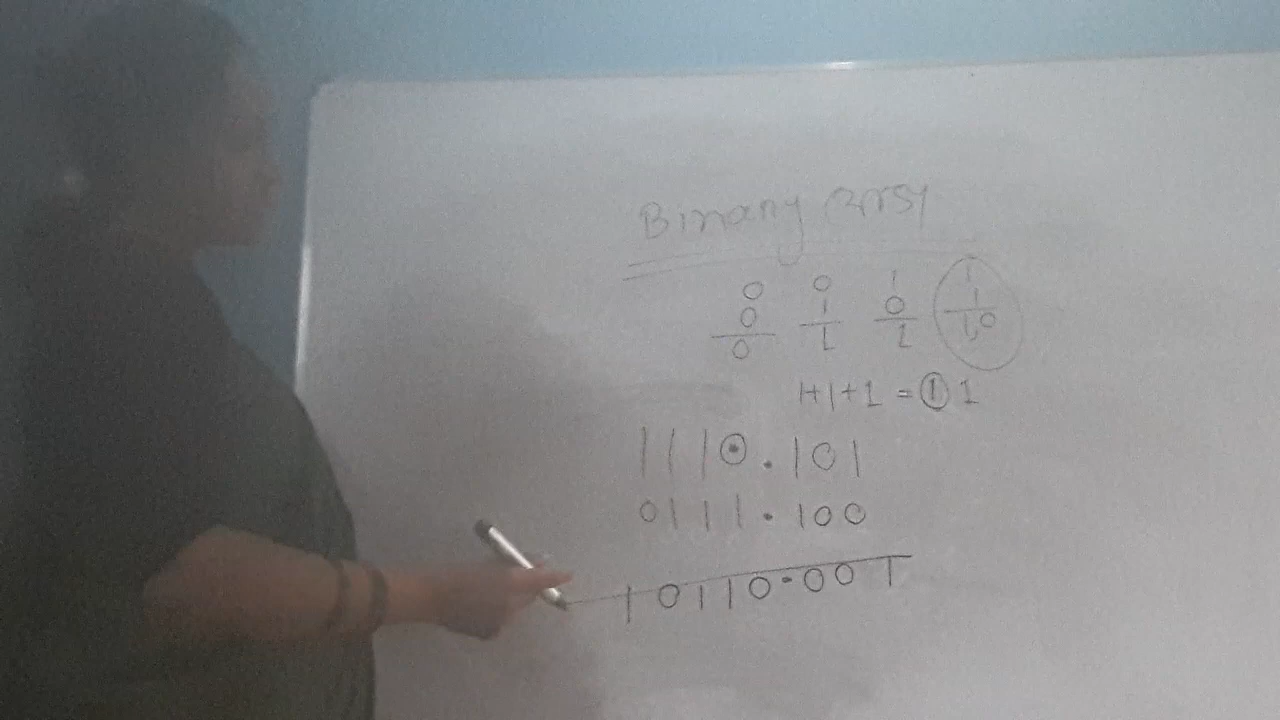 Binary
0 0 1 1
0 1 0 1
0 1 1 10
1+1+1 = 1 1
1110.101
0111.100
10110.001